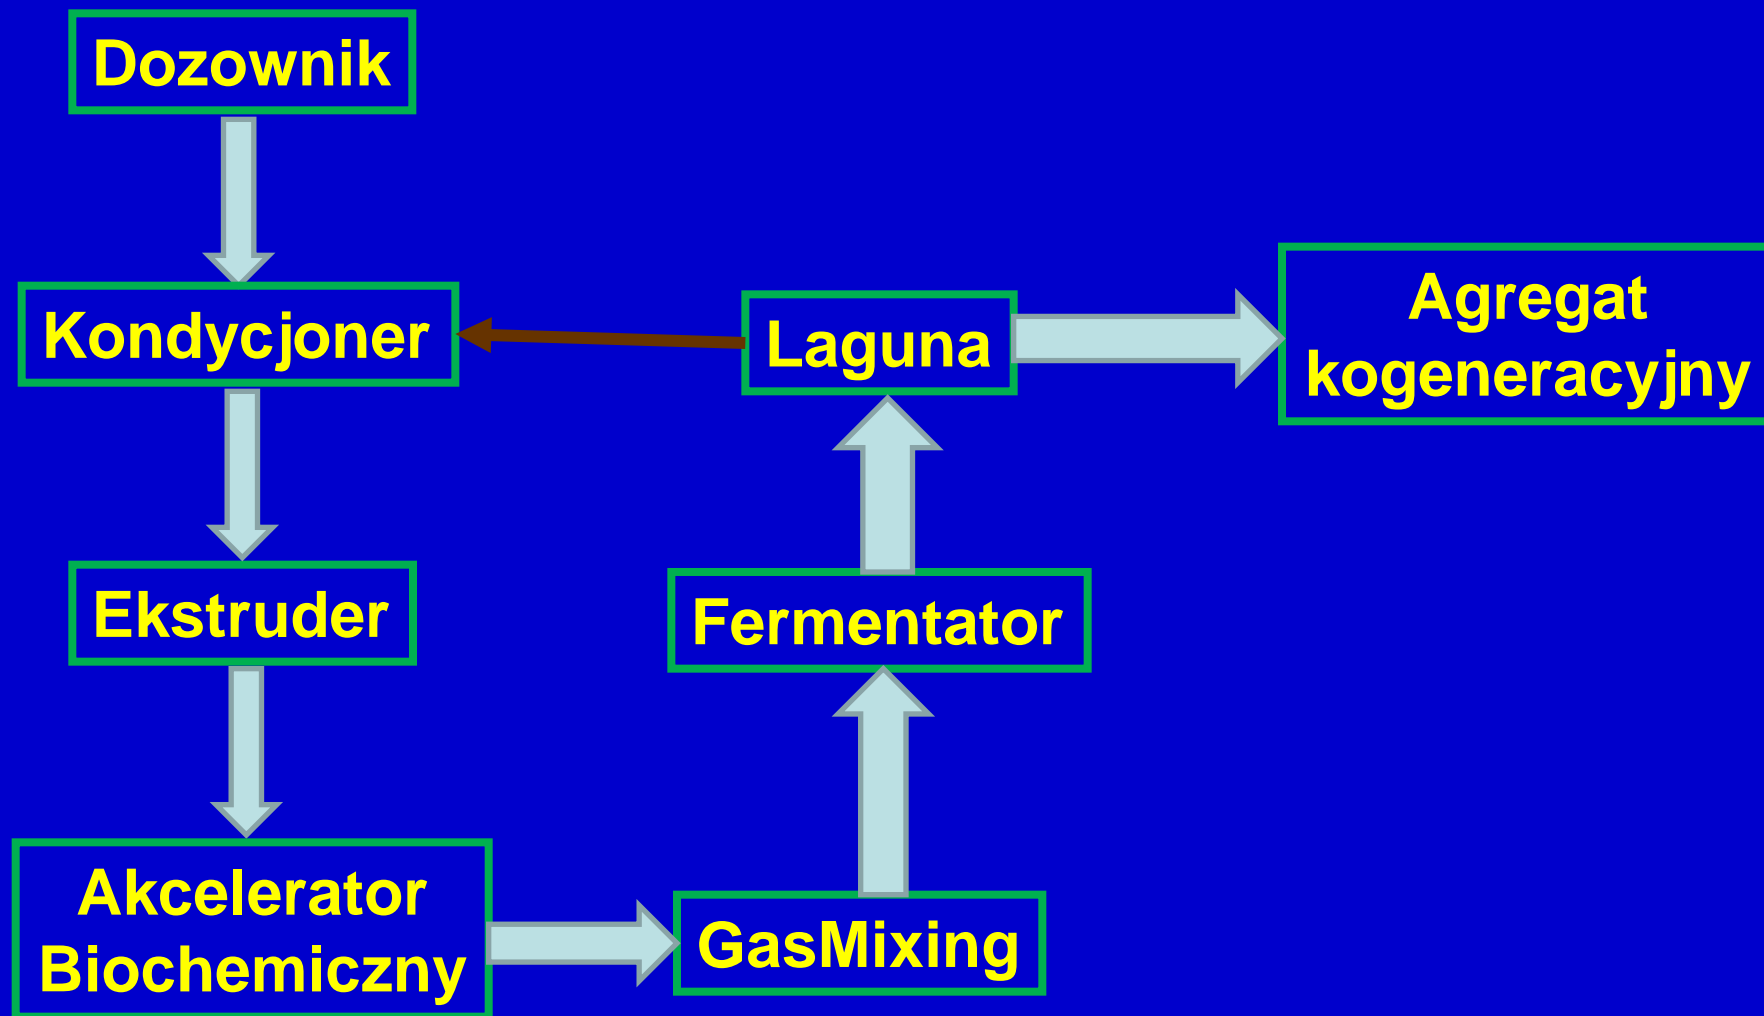 Dozownik
Kondycjoner
Ekstruder
Akcelerator
Biochemiczny
GasMixing
Fermentator
Laguna
Agregat
kogeneracyjny